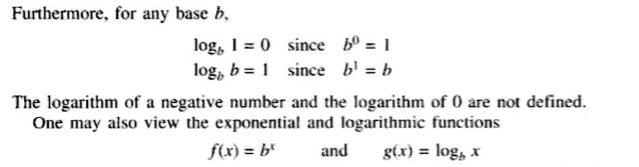 Furthermore, for any base b,
log_b 1 = 0 since b^0 = 1
log_b b = 1 since b^1 = b
The logarithm of a negative number and the logarithm of 0 are not defined.
One may also view the exponential and logarithmic functions
f(x) = b^x and g(x) = log_b x